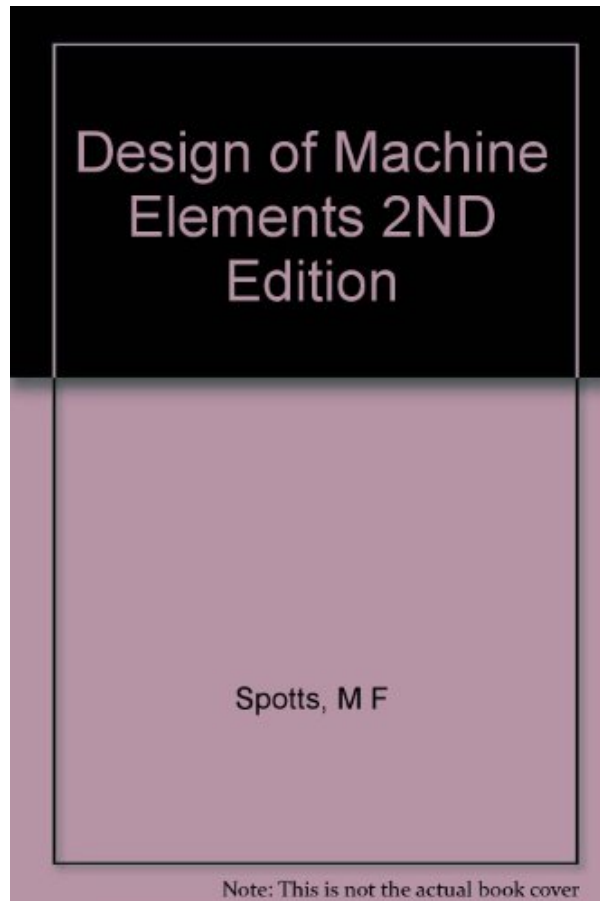 Design of Machine
Elements 2ND
Edition
Spotts, M F
Note: This is not the actual book cover